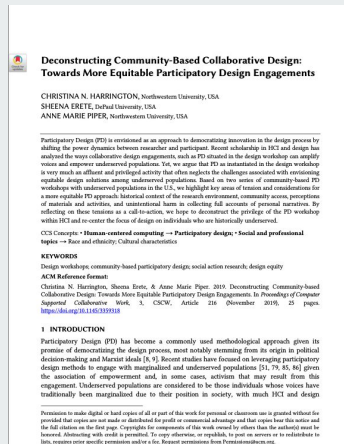 Deconstructing Community-Based Collaborative Design:
Towards More Equitable Participatory Design Engagements
CHRISTINA N. HARRINGTON, Northwestern University, USA
SHEENA ERETE, DePaul University, USA
ANNE MARIE PIPER, Northwestern University, USA
Participatory Design (PD) is envisioned as an approach to democratizing innovation in the design process by
shifting the power dynamics between researcher and participant. Recent scholarship in HCI and design has
analyzed the ways collaborative design engagements, such as PD situated in the design workshop can amplify
voices and empower underserved populations. Yet, we argue that PD as instantiated in the design workshop
is very much an affluent and privileged activity that often neglects the challenges associated with envisioning
equitable design solutions among underserved populations. Based on two series of community-based PD
workshops with underserved populations in the U.S., we highlight key areas of tension and considerations for
a more equitable PD approach: historical context of the research environment, community access, perceptions
of materials and activities, and unintentional harm in collecting full accounts of personal narratives. By
reflecting on these tensions as a call-to-action, we hope to deconstruct the privilege of the PD workshop
within HCI and re-center the focus of design on individuals who are historically underserved.
CCS Concepts: • Human-centered computing → Participatory design; • Social and professional
topics → Race and ethnicity; Cultural characteristics
KEYWORDS
Design workshops; community-based participatory design; social action research; design equity
ACM Reference format:
Christina N. Harrington, Sheena Erete, & Anne Marie Piper. 2019. Deconstructing Community-Based
Collaborative Design: Towards More Equitable Participatory Design Engagements. In Proceedings of Computer
Supported Collaborative Work, 3, CSCW, Article 216 (November 2019), 25 pages.
https://doi.org/10.1145/3359318
1 INTRODUCTION
Participatory Design (PD) has become a commonly used methodological approach given its
promise of democratizing the design process, most notably stemming from its origin in political
decision-making and Marxist ideals [8, 9]. Recent studies have focused on leveraging participatory
design methods to engage with marginalized and underserved populations [51, 79, 85, 86] given
the association of empowerment and, in some cases, activism that may result from this
engagement. Underserved populations are considered to be those individuals whose voices have
traditionally been marginalized due to their position in society, with much HCI and design
Permission to make digital or hard copies of all or part of this work for personal or classroom use is granted without fee
provided that copies are not made or distributed for profit or commercial advantage and that copies bear this notice and
the full citation on the first page. Copyrights for components of this work owned by others than the author(s) must be
honored. Abstracting with credit is permitted. To copy otherwise, or republish, to post on servers or to redistribute to
lists, requires prior specific permission and/or a fee. Request permissions from Permissions@acm.org.